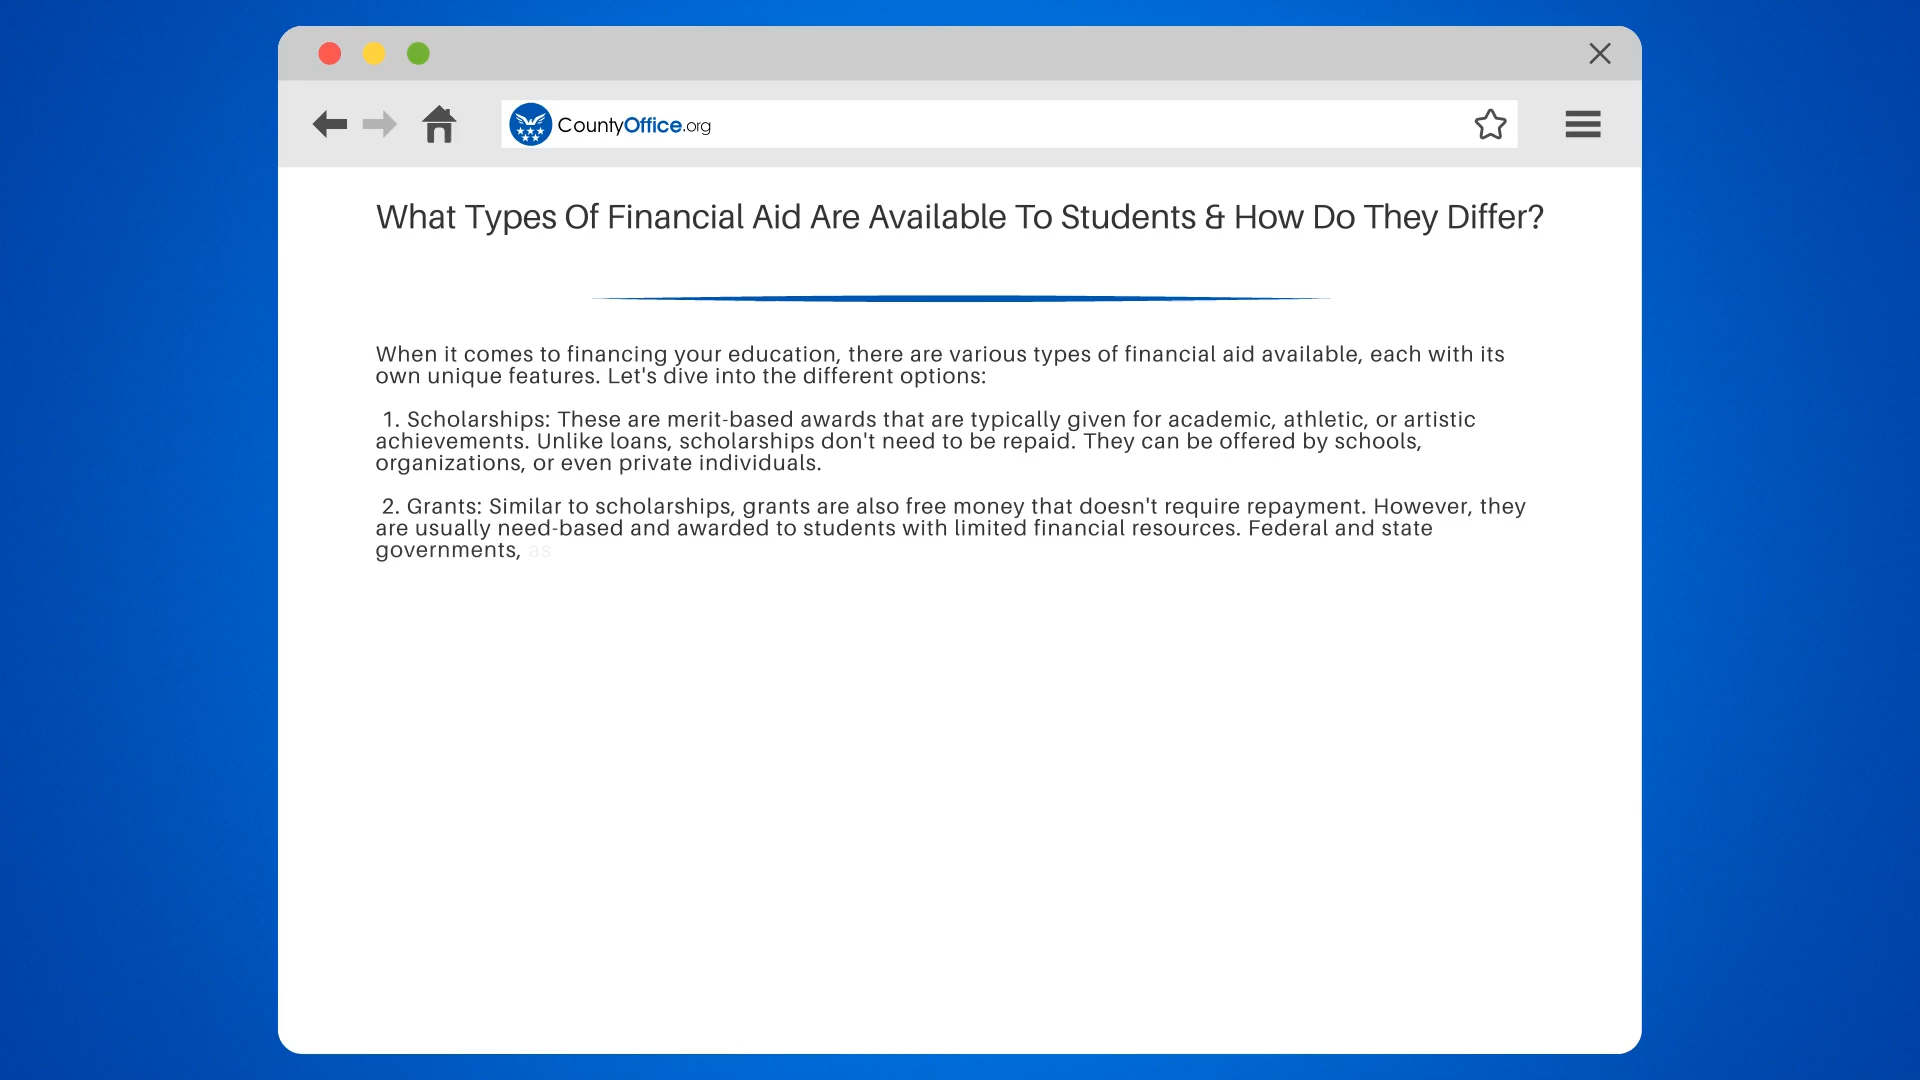 CountyOffice.org
What Types Of Financial Aid Are Available To Students & How Do They Differ?
When it comes to financing your education, there are various types of financial aid available, each with its
own unique features. Let's dive into the different options:
1. Scholarships: These are merit-based awards that are typically given for academic, athletic, or artistic
achievements. Unlike loans, scholarships don't need to be repaid. They can be offered by schools,
organizations, or even private individuals.
2. Grants: Similar to scholarships, grants are also free money that doesn't require repayment. However, they
are usually need-based and awarded to students with limited financial resources. Federal and state
governments, as